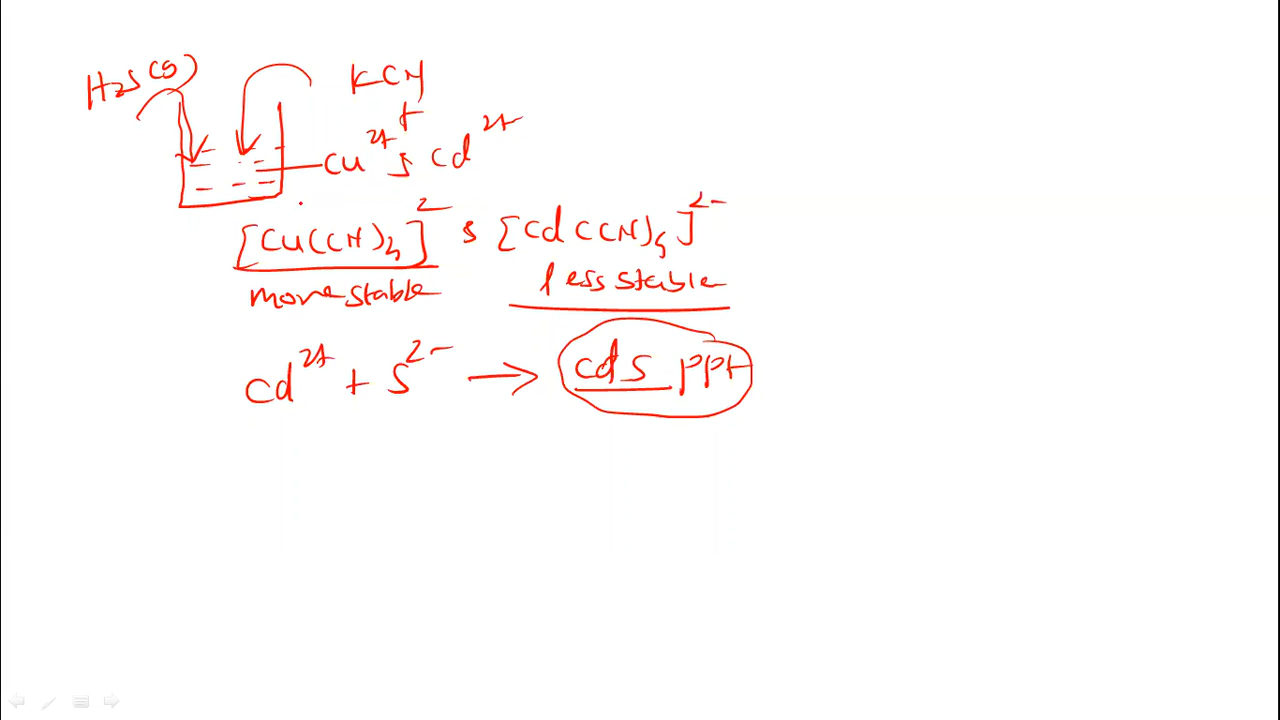 H2S(g) KCN
+
Cu2+ & Cd2+
[Cu(CN)4]2- & [Cd(CN)4]2-
more stable less stable
Cd2+ + S2- → CdS ppt